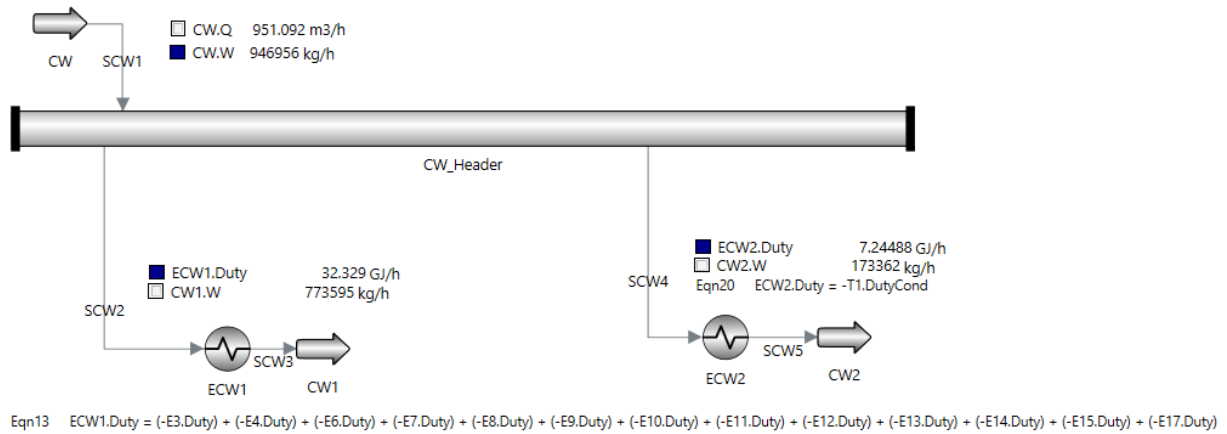 CW.Q 951.092 m3/h
CW.W 946956 kg/h
CW SCW1
CW_Header
ECW1.Duty 32.329 GJ/h
CW1.W 773595 kg/h
ECW2.Duty 7.24488 GJ/h
CW2.W 173362 kg/h
Eqn20 ECW2.Duty = -T1.DutyCond
SCW2
SCW4
SCW3
SCW5
ECW1
CW1
ECW2
CW2
Eqn13 ECW1.Duty = (-E3.Duty) + (-E4.Duty) + (-E6.Duty) + (-E7.Duty) + (-E8.Duty) + (-E9.Duty) + (-E10.Duty) + (-E11.Duty) + (-E12.Duty) + (-E13.Duty) + (-E14.Duty) + (-E15.Duty) + (-E17.Duty)